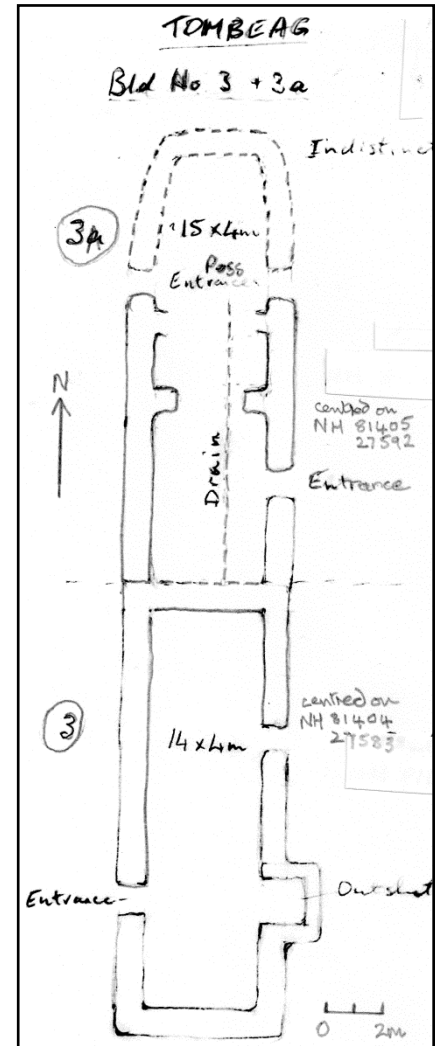 TOMBEAG
Bld No 3 + 3a
Indistinct
3a
~15 x 4m
Poss
Entrance
N
centred on
NH 81405
27592
Drain
Entrance
3
centred on
NH 81404
27583
14 x 4m
Entrance
Outshot
0 2m